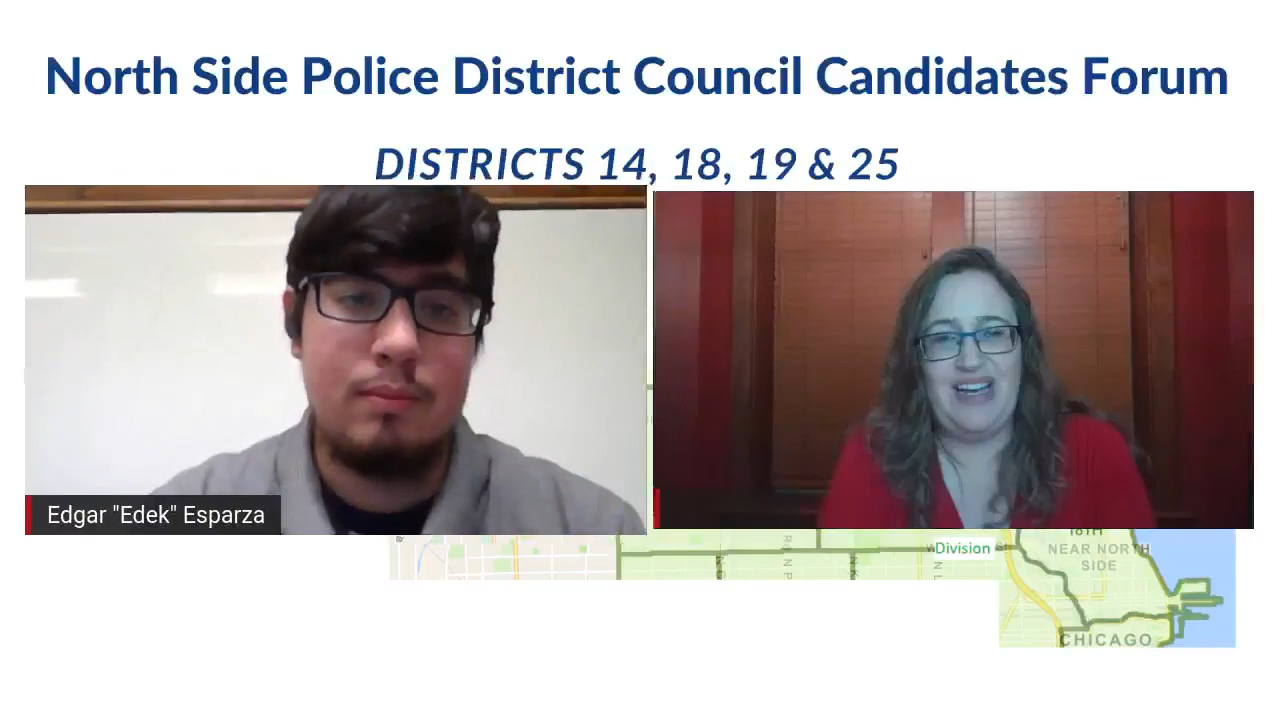 North Side Police District Council Candidates Forum
DISTRICTS 14, 18, 19 & 25
Edgar "Edek" Esparza
18TH
Division
NEAR NORTH
SIDE
CHICAGO